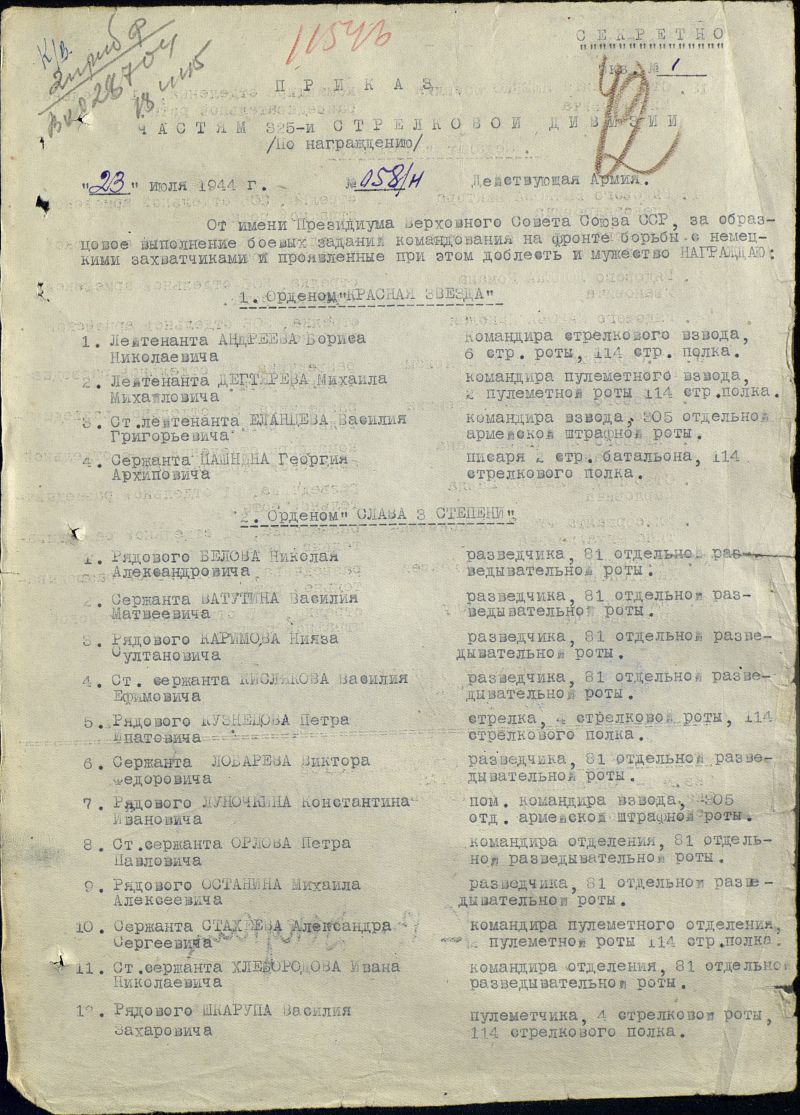 11546
СЕКРЕТНО
К/в.
28704
Экз. № 1
42
П Р И К А З
ЧАСТЯМ 325-й СТРЕЛКОВОЙ ДИВИЗИИ
/По награждению/
"23" июля 1944 г. № 058/н Действующая Армия.
От имени Президиума Верховного Совета Союза ССР, за образ-
цовое выполнение боевых заданий командования на фронте борьбы с немец-
кими захватчиками и проявленные при этом доблесть и мужество НАГРАЖДАЮ:
1. Орденом "КРАСНАЯ ЗВЕЗДА"
1. Лейтенанта АНДРЕЕВА Бориса командира стрелкового взвода,
Николаевича 6 стр. роты, 114 стр. полка.
2. Лейтенанта ДЕГТЯРЕВА Михаила командира пулеметного взвода,
Михайловича 2 пулеметной роты 114 стр.полка.
3. Ст.лейтенанта ЕЛАНЦЕВА Василия командира взвода, 305 отдельной
Григорьевича армейской штрафной роты.
4. Сержанта ПАШНИНА Георгия писаря 2 стр. батальона, 114
Архиповича стрелкового полка.
2. Орденом" СЛАВА 3 СТЕПЕНИ"
1. Рядового БЕЛОВА Николая разведчика, 81 отдельной раз-
Александровича ведывательной роты.
2. Сержанта ВАТУТИНА Василия разведчика, 81 отдельной раз-
Матвеевича ведывательной роты.
3. Рядового КАРИМОВА Нияза разведчика, 81 отдельной разве-
Султановича дывательной роты.
4. Ст. сержанта КИСЛЯКОВА Василия разведчика, 81 отдельной разве-
Ефимовича дывательной роты.
5. Рядового КУЗНЕЦОВА Петра стрелка, 4 стрелковой роты, 114
Ипатовича стрелкового полка.
6. Сержанта ЛОБАРЕВА Виктора разведчика, 81 отдельной разве-
Федоровича дывательной роты.
7. Рядового ЛУНОЧКИНА Константина пом. командира взвода, 305
Ивановича отд. армейской штрафной роты.
8. Ст.сержанта ОРЛОВА Петра командира отделения, 81 отдель-
Павловича ной разведывательной роты.
9. Рядового ОСТАНИНА Михаила разведчика, 81 отдельной разве-
Алексеевича дывательной роты.
10. Сержанта СТАХЕЕВА Александра командира пулеметного отделения,
Сергеевича 2 пулеметной роты 114 стр.полка.
11. Ст.сержанта ХЛЕБОРОДОВА Ивана командира отделения, 81 отдельной
Николаевича разведывательной роты.
12. Рядового ШКАРУПА Василия пулеметчика, 4 стрелковой роты,
Захаровича 114 стрелкового полка.